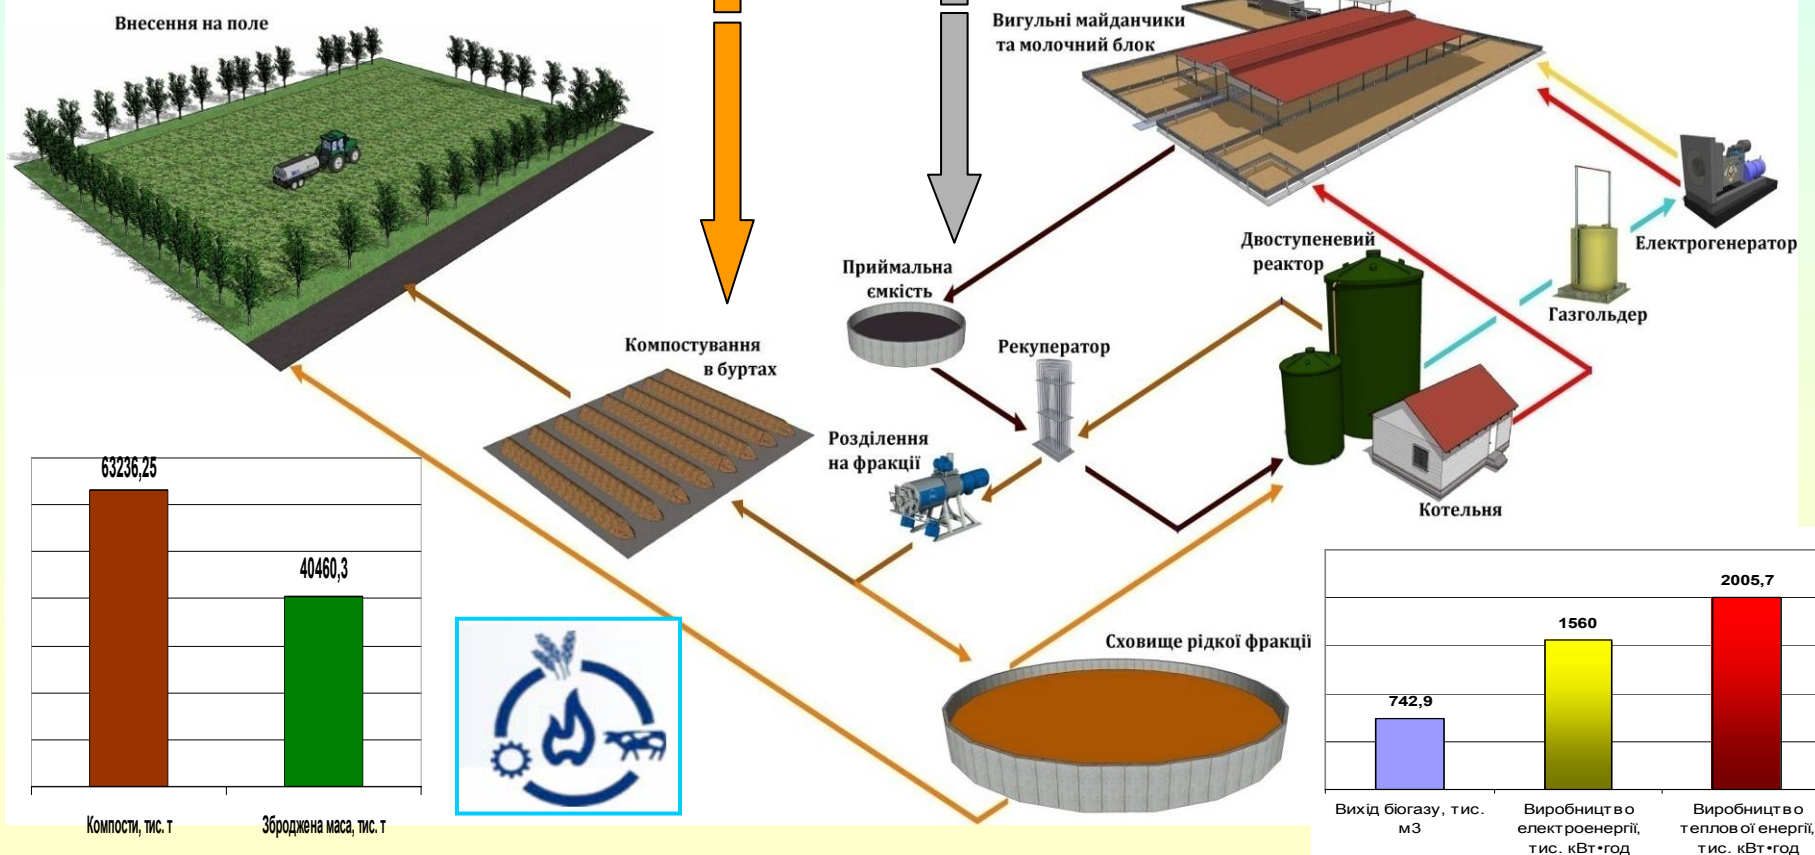 Внесення на поле
Вигульні майданчики
та молочний блок
Електрогенератор
Двоступеневий
реактор
Газгольдер
Приймальна
ємкість
Рекуператор
Компостування
в буртах
Розділення
на фракції
Котельня
Сховище рідкої фракції
63236,25
40460,3
Компости, тис. т
Зброджена маса, тис. т
742,9
1560
2005,7
Вихід біогазу, тис.
м3
Виробництво
електроенергії,
тис. кВт•год
Виробництво
теплової енергії,
тис. кВт•год